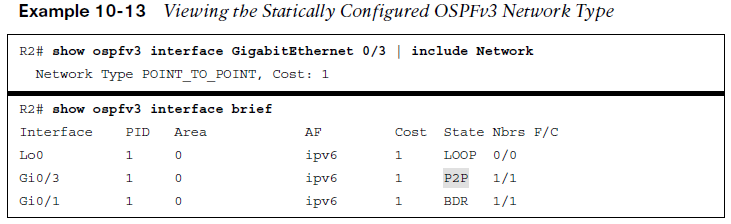 Example 10-13 Viewing the Statically Configured OSPFv3 Network Type
R2# show ospfv3 interface GigabitEthernet 0/3 | include Network
Network Type POINT_TO_POINT, Cost: 1
R2# show ospfv3 interface brief
Interface PID Area AF Cost State Nbrs F/C
Lo0 1 0 ipv6 1 LOOP 0/0
Gi0/3 1 0 ipv6 1 P2P 1/1
Gi0/1 1 0 ipv6 1 BDR 1/1